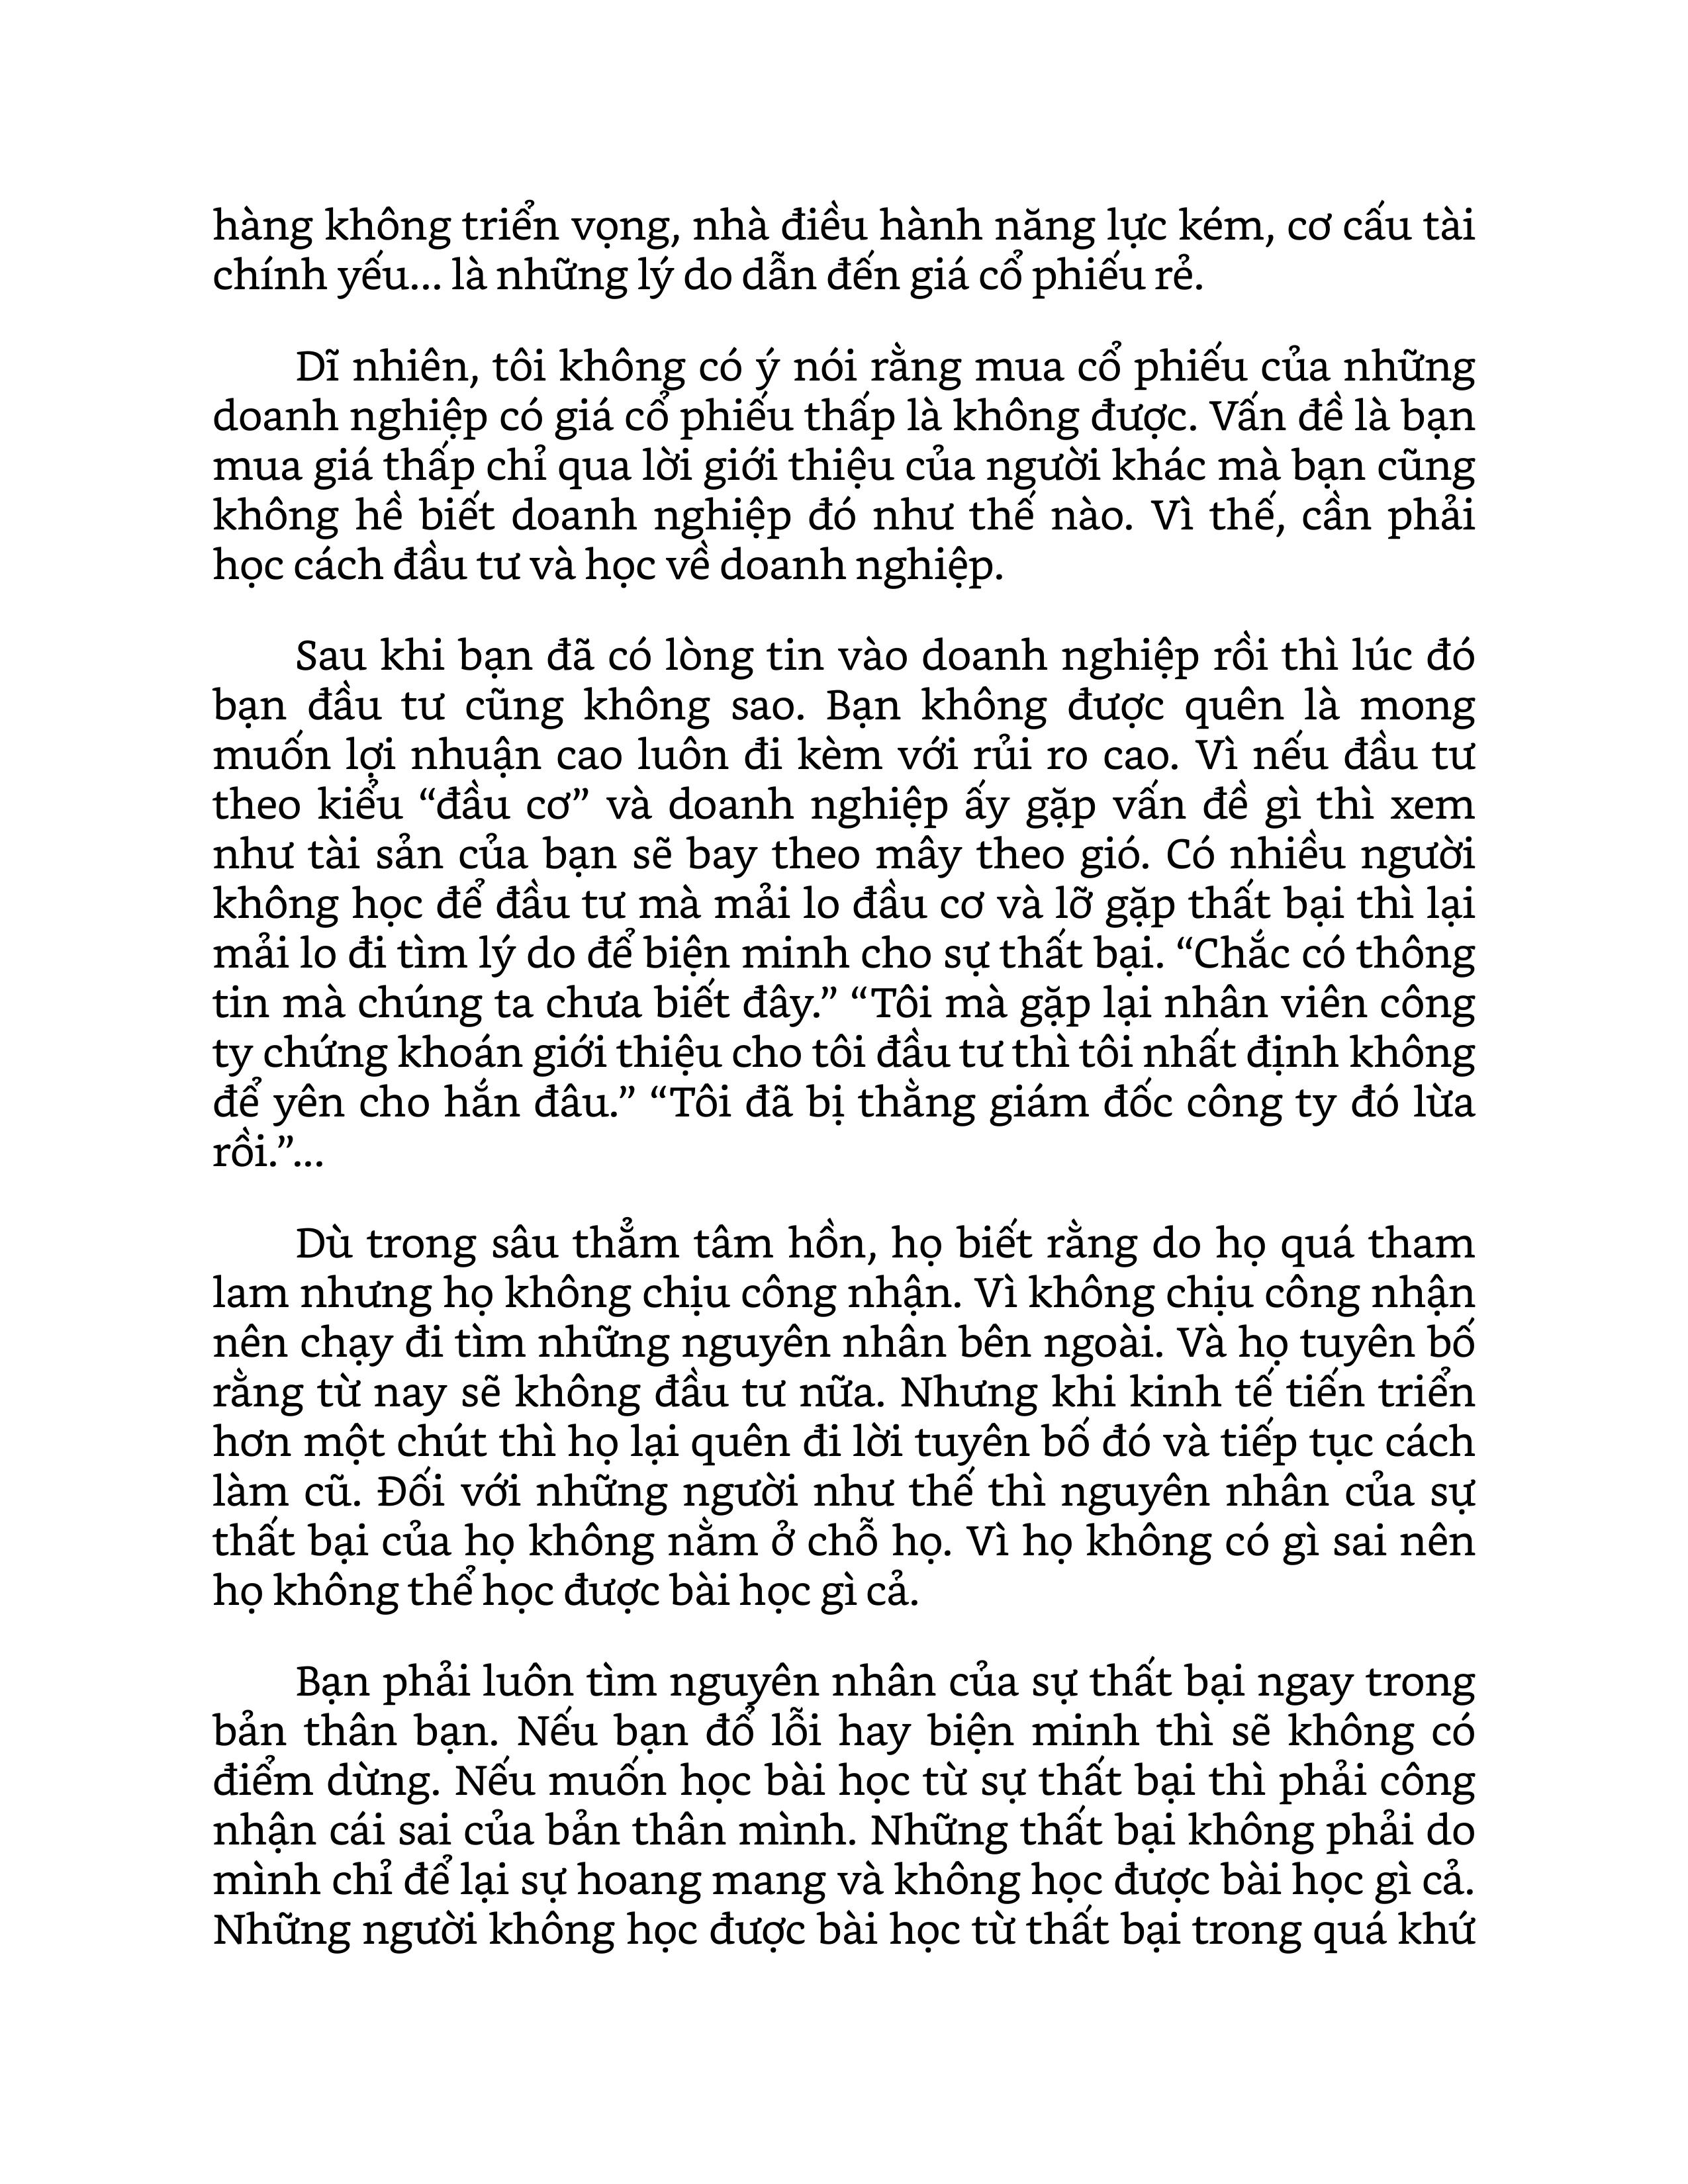 hàng không triển vọng, nhà điều hành năng lực kém, cơ cấu tài
chính yếu... là những lý do dẫn đến giá cổ phiếu rẻ.
Dĩ nhiên, tôi không có ý nói rằng mua cổ phiếu của những
doanh nghiệp có giá cổ phiếu thấp là không được. Vấn đề là bạn
mua giá thấp chỉ qua lời giới thiệu của người khác mà bạn cũng
không hề biết doanh nghiệp đó như thế nào. Vì thế, cần phải
học cách đầu tư và học về doanh nghiệp.
Sau khi bạn đã có lòng tin vào doanh nghiệp rồi thì lúc đó
bạn đầu tư cũng không sao. Bạn không được quên là mong
muốn lợi nhuận cao luôn đi kèm với rủi ro cao. Vì nếu đầu tư
theo kiểu “đầu cơ” và doanh nghiệp ấy gặp vấn đề gì thì xem
như tài sản của bạn sẽ bay theo mây theo gió. Có nhiều người
không học để đầu tư mà mải lo đầu cơ và lỡ gặp thất bại thì lại
mải lo đi tìm lý do để biện minh cho sự thất bại. “Chắc có thông
tin mà chúng ta chưa biết đây.” “Tôi mà gặp lại nhân viên công
ty chứng khoán giới thiệu cho tôi đầu tư thì tôi nhất định không
để yên cho hắn đâu.” “Tôi đã bị thằng giám đốc công ty đó lừa
rồi.”...
Dù trong sâu thẳm tâm hồn, họ biết rằng do họ quá tham
lam nhưng họ không chịu công nhận. Vì không chịu công nhận
nên chạy đi tìm những nguyên nhân bên ngoài. Và họ tuyên bố
rằng từ nay sẽ không đầu tư nữa. Nhưng khi kinh tế tiến triển
hơn một chút thì họ lại quên đi lời tuyên bố đó và tiếp tục cách
làm cũ. Đối với những người như thế thì nguyên nhân của sự
thất bại của họ không nằm ở chỗ họ. Vì họ không có gì sai nên
họ không thể học được bài học gì cả.
Bạn phải luôn tìm nguyên nhân của sự thất bại ngay trong
bản thân bạn. Nếu bạn đổ lỗi hay biện minh thì sẽ không có
điểm dừng. Nếu muốn học bài học từ sự thất bại thì phải công
nhận cái sai của bản thân mình. Những thất bại không phải do
mình chỉ để lại sự hoang mang và không học được bài học gì cả.
Những người không học được bài học từ thất bại trong quá khứ